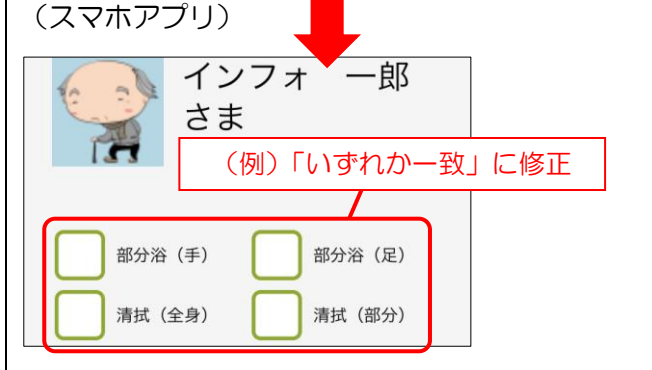 （スマホアプリ）
インフォ　一郎
さま
（例）「いずれか一致」に修正
部分浴（手）
部分浴（足）
清拭（全身）
清拭（部分）